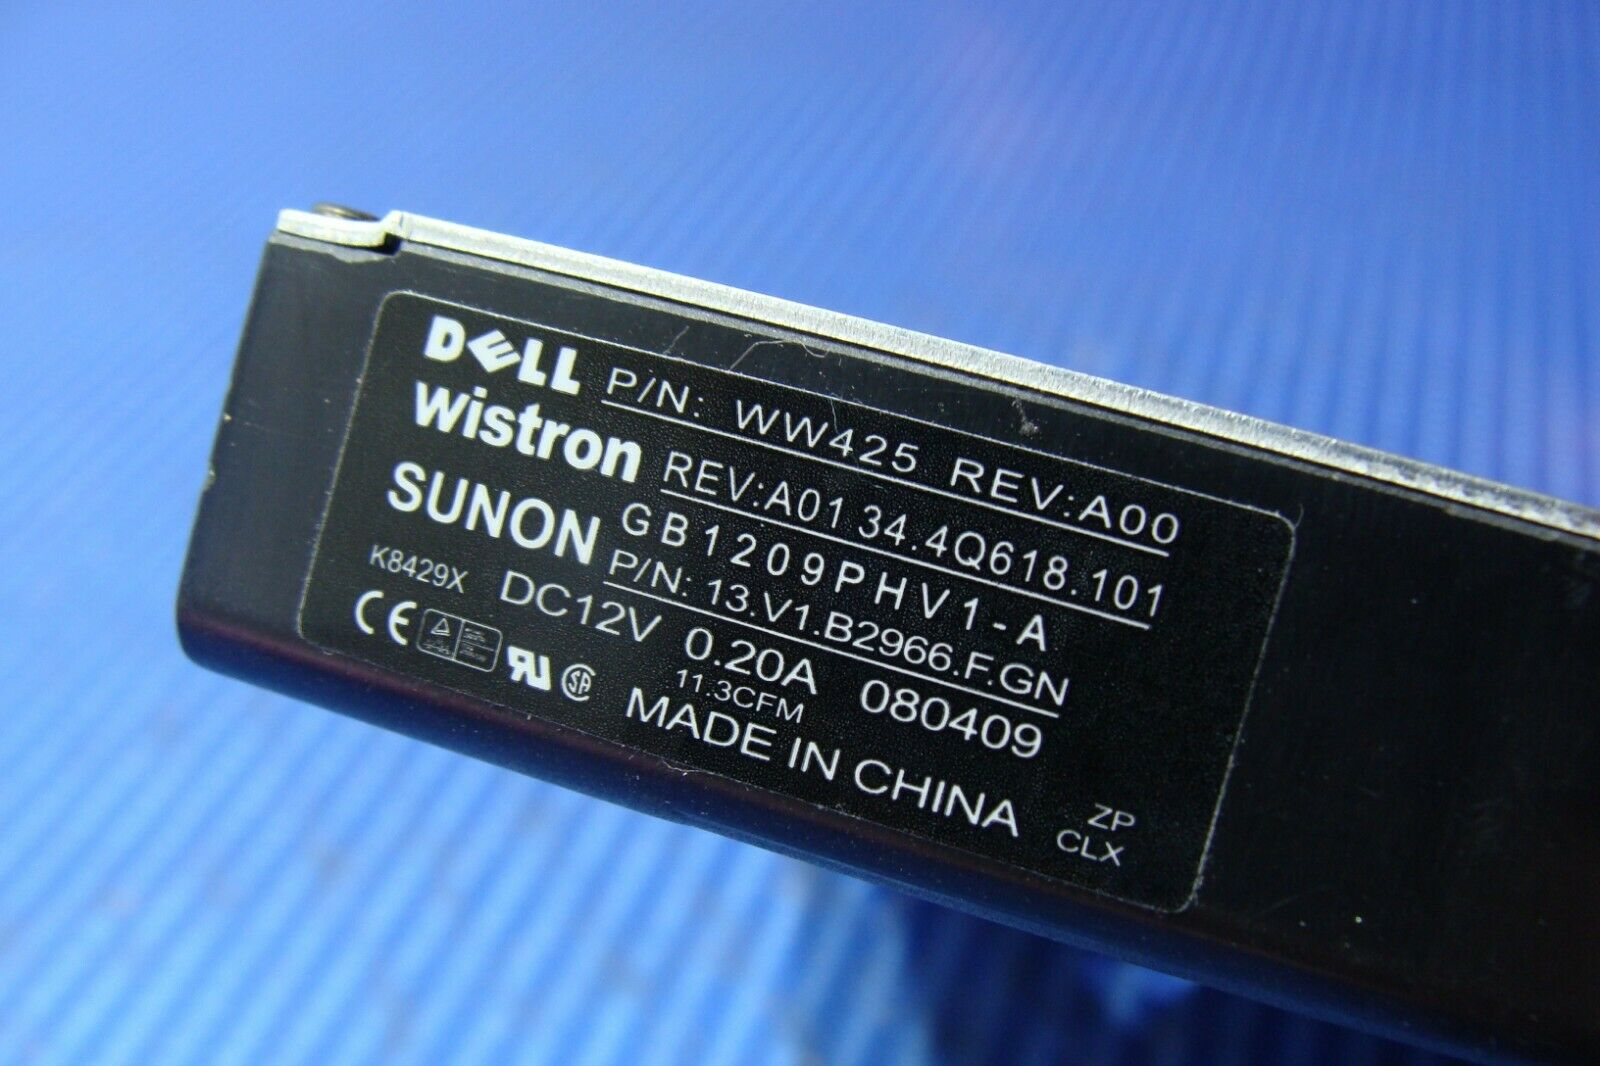 DELL P/N: WW425 REV:A00
wistron REV:A01 34.4Q618.101
SUNON GB1209PHV1-A
P/N: 13.V1.B2966.F.GN
K8429X DC12V 0.20A 080409
11.3CFM
CE
MADE IN CHINA
ZP
CLX